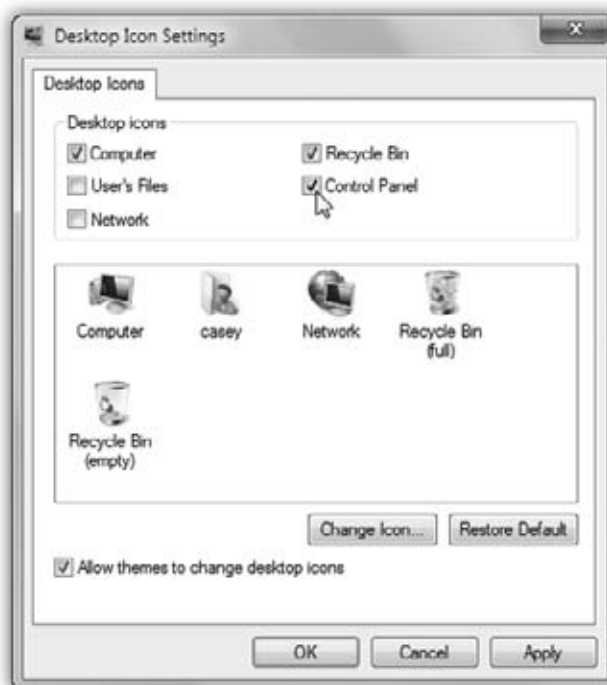 Desktop Icon Settings
Desktop Icons
Desktop icons
Computer
Recycle Bin
User's Files
Control Panel
Network
Computer
casey
Network
Recycle Bin
(full)
Recycle Bin
(empty)
Change Icon...
Restore Default
Allow themes to change desktop icons
OK
Cancel
Apply